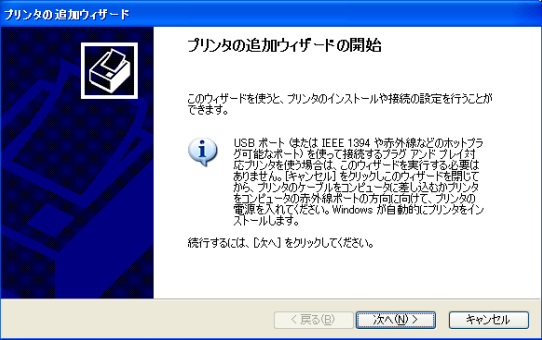 プリンタの追加ウィザード
プリンタの追加ウィザードの開始
このウィザードを使うと、プリンタのインストールや接続の設定を行うことが
できます。
USB ポート (または IEEE 1394 や赤外線などのホットプラ
グ可能なポート) を使って接続するプラグ アンド プレイ対
応プリンタを使う場合は、このウィザードを実行する必要は
ありません。[キャンセル] をクリックしこのウィザードを閉じて
から、プリンタのケーブルをコンピュータに差し込むかプリンタ
をコンピュータの赤外線ポートの方向に向けて、プリンタの
電源を入れてください。Windows が自動的にプリンタをイン
ストールします。
続行するには、[次へ] をクリックしてください。
< 戻る(B) 次へ(N) > キャンセル